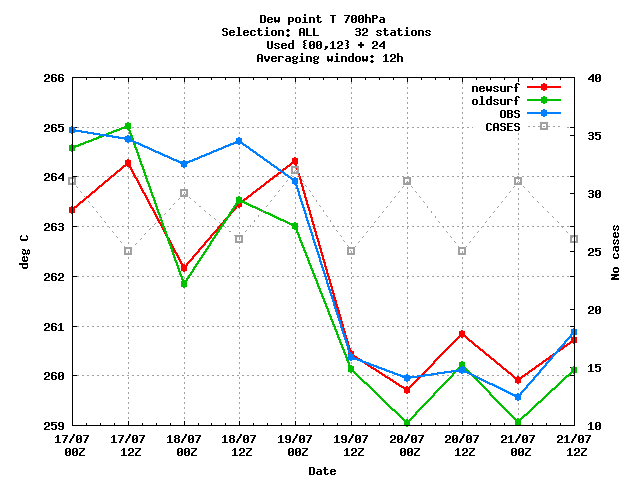 Dew point T 700hPa
Selection: ALL     32 stations
Used {00,12} + 24
Averaging window: 12h
newsurf
oldsurf
OBS
CASES
266
265
264
263
262
261
260
259
deg C
40
35
30
25
20
15
10
No cases
17/07 17/07 18/07 18/07 19/07 19/07 20/07 20/07 21/07 21/07
00Z 12Z 00Z 12Z 00Z 12Z 00Z 12Z 00Z 12Z
Date